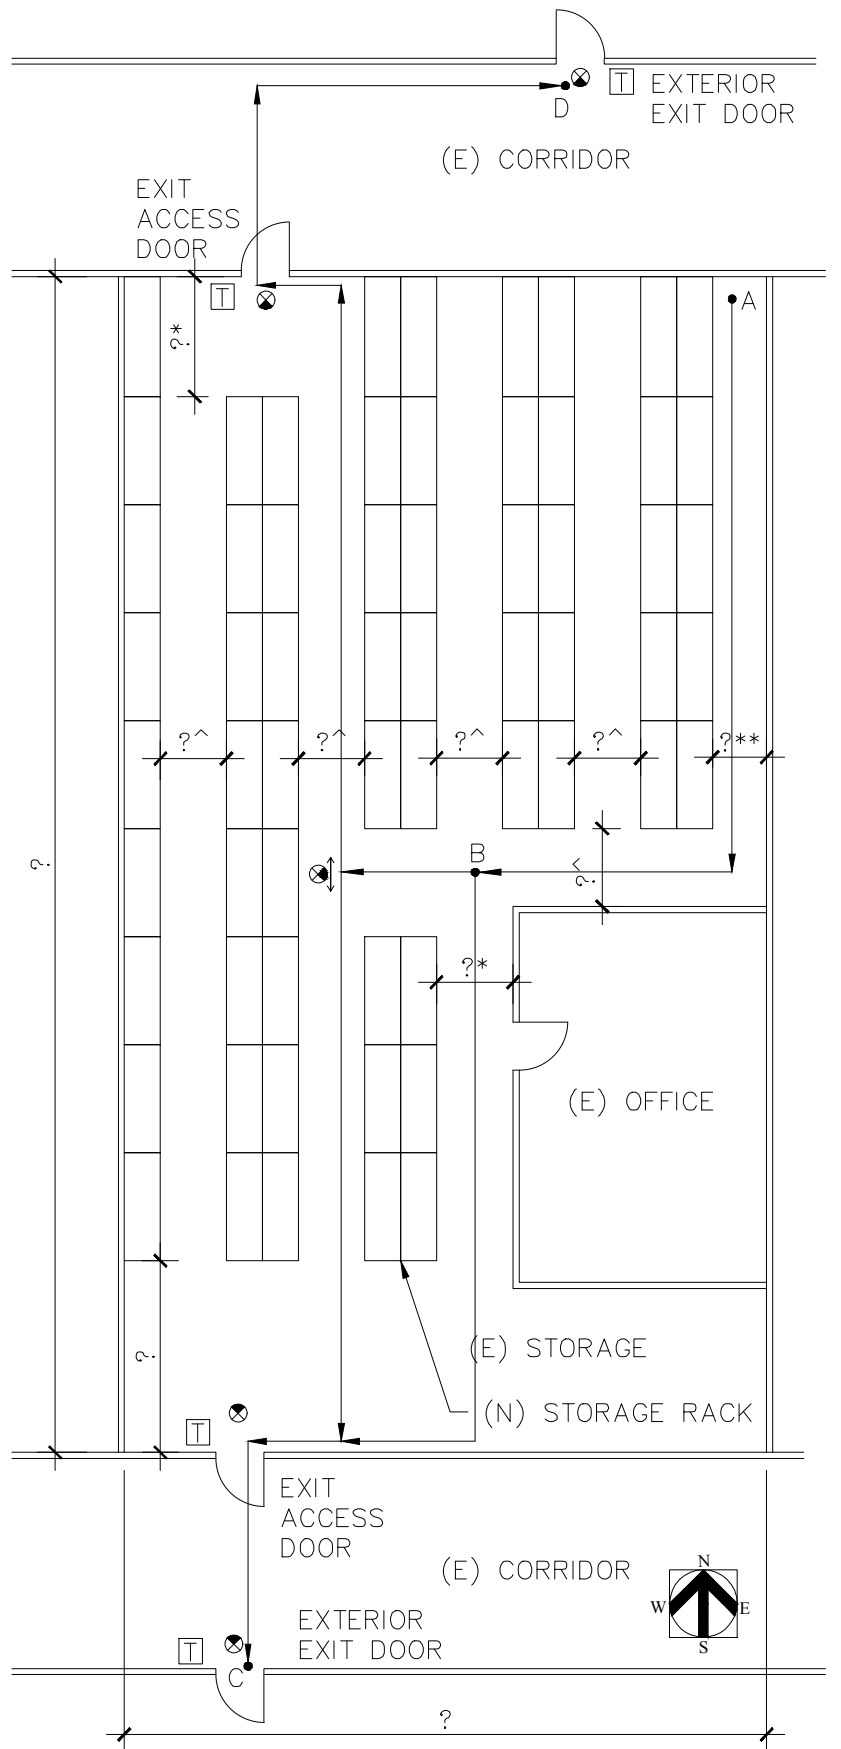 EXTERIOR
EXIT DOOR
T
D
(E) CORRIDOR
EXIT
ACCESS
DOOR
T
A
?*
?^
?^
?^
?^
?**
?
B
?^
?*
(E) OFFICE
?
(E) STORAGE
(N) STORAGE RACK
T
EXIT
ACCESS
DOOR
(E) CORRIDOR
N
W
E
S
EXTERIOR
EXIT DOOR
T
C
?